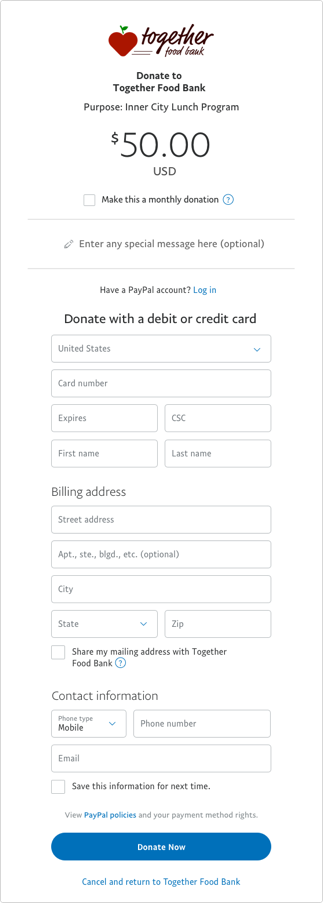 together
food bank
Donate to
Together Food Bank
Purpose: Inner City Lunch Program
$50.00
USD
Make this a monthly donation ?
Enter any special message here (optional)
Have a PayPal account? Log in
Donate with a debit or credit card
United States
Card number
Expires CSC
First name Last name
Billing address
Street address
Apt., ste., blgd., etc. (optional)
City
State Zip
Share my mailing address with Together
Food Bank ?
Contact information
Phone type
Mobile Phone number
Email
Save this information for next time.
View PayPal policies and your payment method rights.
Donate Now
Cancel and return to Together Food Bank